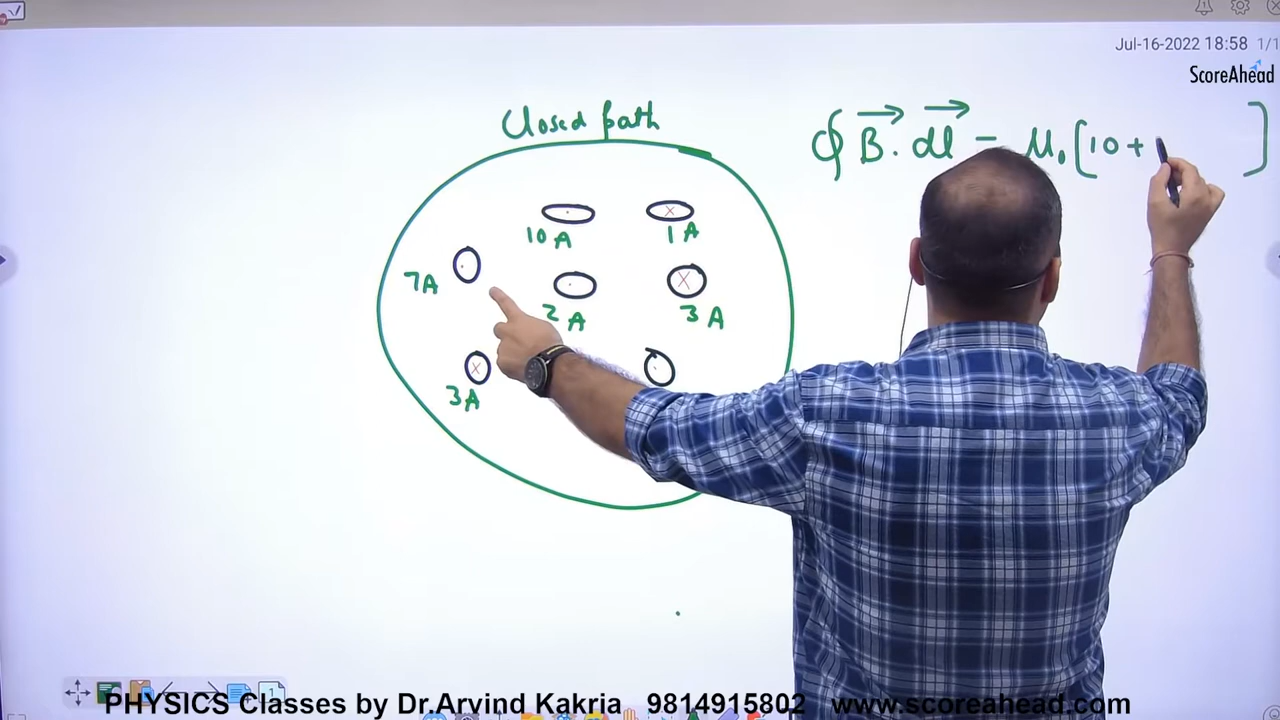 Jul-16-2022 18:58 1/1
ScoreAhead
Closed path
∮ B⃗ . dl⃗ = μ₀ [10 +         ]
10 A
1 A
7A
2 A
3 A
3A
PHYSICS Classes by Dr.Arvind Kakria 9814915802 www.scoreahead.com